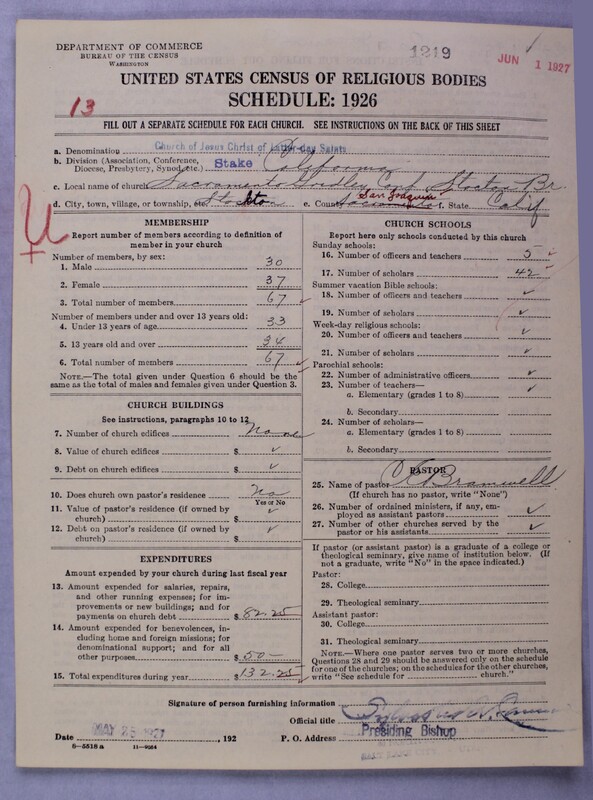 DEPARTMENT OF COMMERCE
BUREAU OF THE CENSUS
WASHINGTON
1219
JUN 1 1927
UNITED STATES CENSUS OF RELIGIOUS BODIES
SCHEDULE: 1926
13
FILL OUT A SEPARATE SCHEDULE FOR EACH CHURCH. SEE INSTRUCTIONS ON THE BACK OF THIS SHEET
a. Denomination Church of Jesus Christ of Latter-day Saints
b. Division (Association, Conference, Diocese, Presbytery, Synod, etc.) Stake California
c. Local name of church Sacramento Gridley and Stockton Br
d. City, town, village, or township, etc. Stockton e. County Sacramento San Joaquin f. State Calif
U
MEMBERSHIP
Report number of members according to definition of
member in your church
Number of members, by sex:
1. Male 30
2. Female 37
3. Total number of members 67
Number of members under and over 13 years old:
4. Under 13 years of age 33
5. 13 years old and over 34
6. Total number of members 67
NOTE.—The total given under Question 6 should be the
same as the total of males and females given under Question 3.
CHURCH BUILDINGS
See instructions, paragraphs 10 to 12
7. Number of church edifices None
8. Value of church edifices $ ✓
9. Debt on church edifices $ ✓
10. Does church own pastor's residence No
Yes or No
11. Value of pastor's residence (if owned by
church) $ ✓
12. Debt on pastor's residence (if owned by
church) $ ✓
EXPENDITURES
Amount expended by your church during last fiscal year
13. Amount expended for salaries, repairs,
and other running expenses; for im-
provements or new buildings; and for
payments on church debt $ 82.25
14. Amount expended for benevolences,
including home and foreign missions; for
denominational support; and for all
other purposes $ 50—
15. Total expenditures during year $ 132.25
CHURCH SCHOOLS
Report here only schools conducted by this church
Sunday schools:
16. Number of officers and teachers 5
17. Number of scholars 42
Summer vacation Bible schools:
18. Number of officers and teachers ✓
19. Number of scholars ✓
Week-day religious schools:
20. Number of officers and teachers ✓
21. Number of scholars ✓
Parochial schools:
22. Number of administrative officers ✓
23. Number of teachers— ✓
a. Elementary (grades 1 to 8)
b. Secondary
24. Number of scholars—
a. Elementary (grades 1 to 8)
b. Secondary
PASTOR
25. Name of pastor C E Bramwell
(If church has no pastor, write "None")
26. Number of ordained ministers, if any, em-
ployed as assistant pastors ✓
27. Number of other churches served by the
pastor or his assistants ✓
If pastor (or assistant pastor) is a graduate of a college or
theological seminary, give name of institution below. (If
not a graduate, write "No" in the space indicated.)
Pastor:
28. College
29. Theological seminary
Assistant pastor:
30. College
31. Theological seminary
NOTE.—Where one pastor serves two or more churches,
Questions 28 and 29 should be answered only on the schedule
for one of the churches; on the schedules for the other churches,
write "See schedule for church."
Signature of person furnishing information Sylvester Q. Cannon
Official title Presiding Bishop
Date MAY 25 1927, 192 P. O. Address
8-5518 a 11-9564